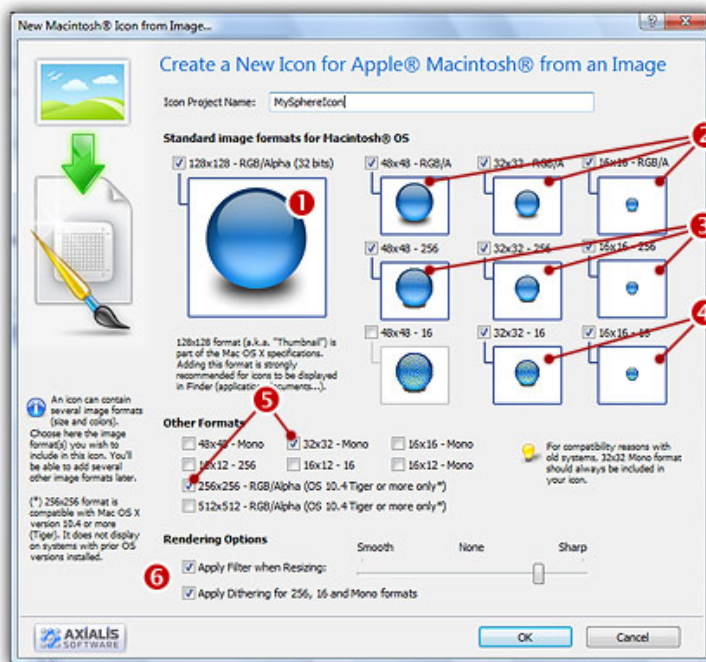 New Macintosh® Icon from Image...
Create a New Icon for Apple® Macintosh® from an Image
Icon Project Name: MySphereIcon
Standard image formats for Macintosh® OS
128x128 - RGB/Alpha (32 bits)
48x48 - RGB/A
32x32 - RGB/A
16x16 - RGB/A
2
1
48x48 - 256
32x32 - 256
16x16 - 256
3
48x48 - 16
32x32 - 16
16x16 - 16
4
128x128 format (a.k.a. "Thumbnail") is
part of the Mac OS X specifications.
Adding this format is strongly
recommended for icons to be displayed
in Finder (application, documents...).
An icon can contain
several image formats
(size and colors).
Choose here the image
format(s) you wish to
include in this icon. You'll
be able to add several
other image formats later.
(*) 256x256 format is
compatible with Mac OS X
version 10.4 or more
(Tiger). It does not display
on systems with prior OS
versions installed.
5
Other Formats
48x48 - Mono
32x32 - Mono
16x16 - Mono
16x12 - 256
16x12 - 16
16x12 - Mono
256x256 - RGB/Alpha (OS 10.4 Tiger or more only*)
512x512 - RGB/Alpha (OS 10.4 Tiger or more only*)
For compatibility reasons with
old systems, 32x32 Mono format
should always be included in
your icon.
Rendering Options
Smooth None Sharp
6
Apply Filter when Resizing:
Apply Dithering for 256, 16 and Mono formats
AXIALIS
SOFTWARE
OK
Cancel